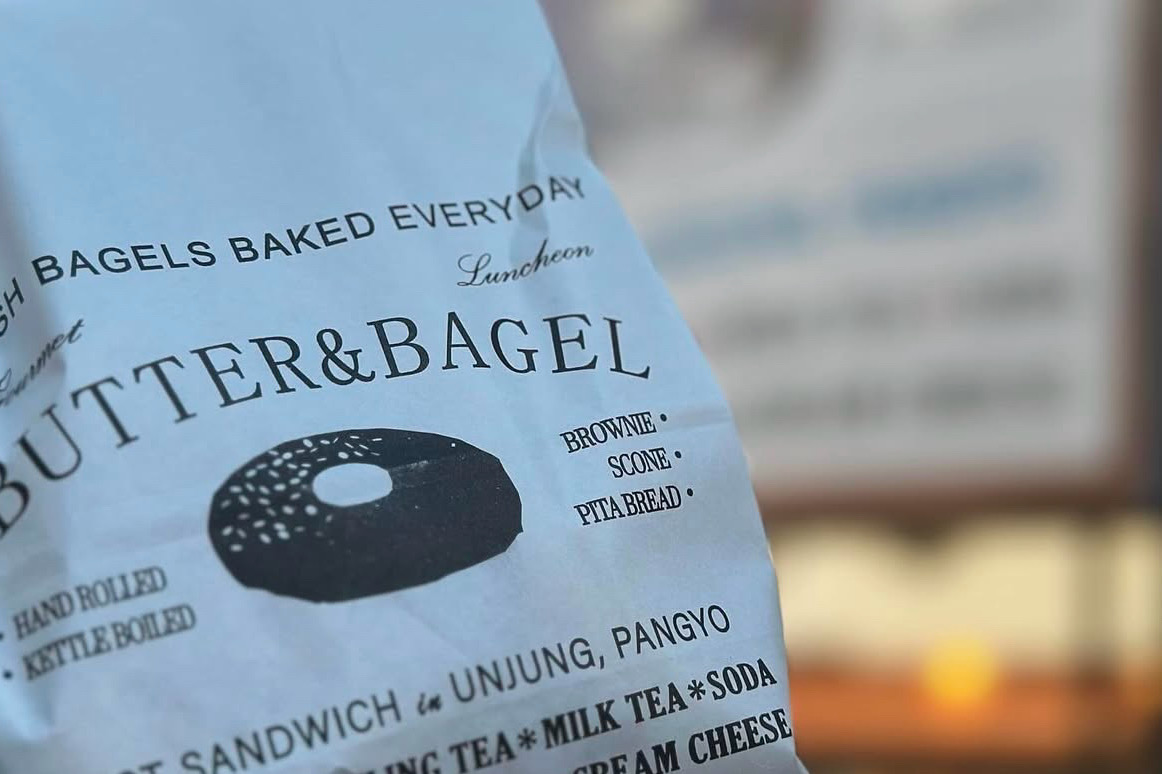 BAGELS BAKED EVERYDAY
Luncheon
BUTTER&BAGEL
BROWNIE •
SCONE •
PITA BREAD •
• HAND ROLLED
• KETTLE BOILED
SANDWICH in UNJUNG, PANGYO
TEA*MILK TEA*SODA
CREAM CHEESE